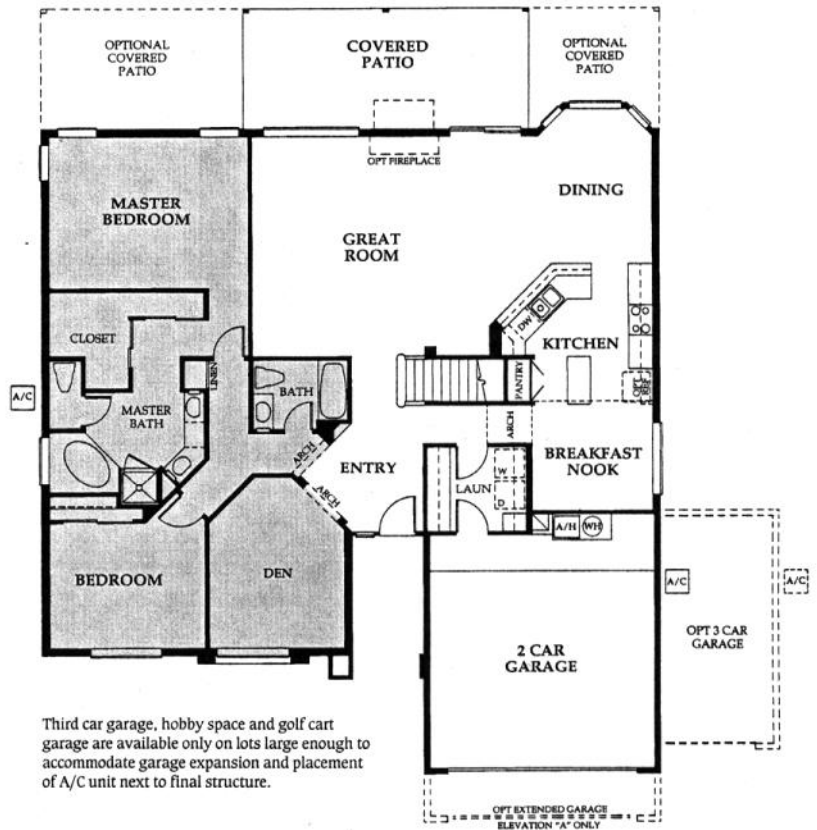 OPTIONAL
COVERED
PATIO
COVERED
PATIO
OPTIONAL
COVERED
PATIO
OPT FIREPLACE
MASTER
BEDROOM
GREAT
ROOM
DINING
DW
KITCHEN
CLOSET
LINEN
BATH
PANTRY
OPT
REF
A/C
MASTER
BATH
ARCH
ARCH
ENTRY
ARCH
BREAKFAST
NOOK
W
LAUN
D
A/H
WH
BEDROOM
DEN
A/C
A/C
2 CAR
GARAGE
OPT 3 CAR
GARAGE
Third car garage, hobby space and golf cart
garage are available only on lots large enough to
accommodate garage expansion and placement
of A/C unit next to final structure.
OPT EXTENDED GARAGE
ELEVATION "A" ONLY